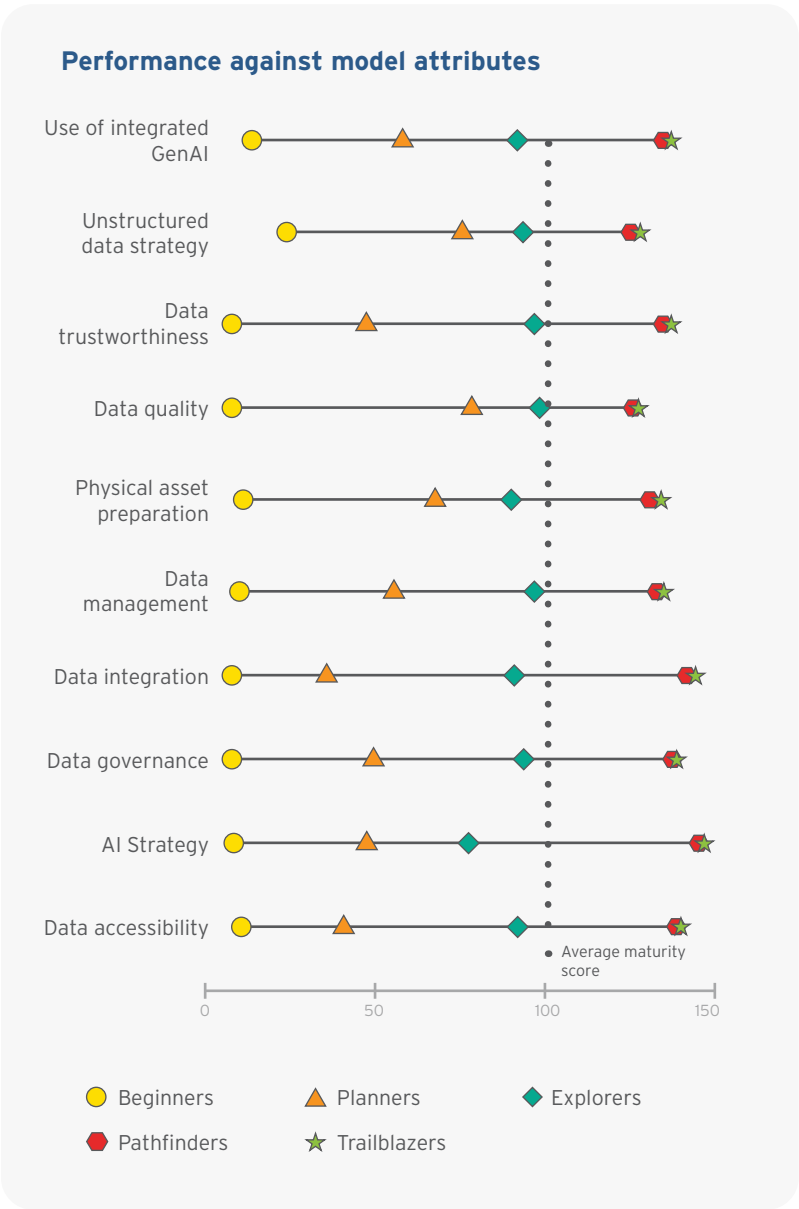 Performance against model attributes
Use of integrated
GenAI
Unstructured
data strategy
Data
trustworthiness
Data quality
Physical asset
preparation
Data
management
Data integration
Data governance
AI Strategy
Data accessibility
Average maturity
score
0 50 100 150
Beginners Planners Explorers
Pathfinders Trailblazers